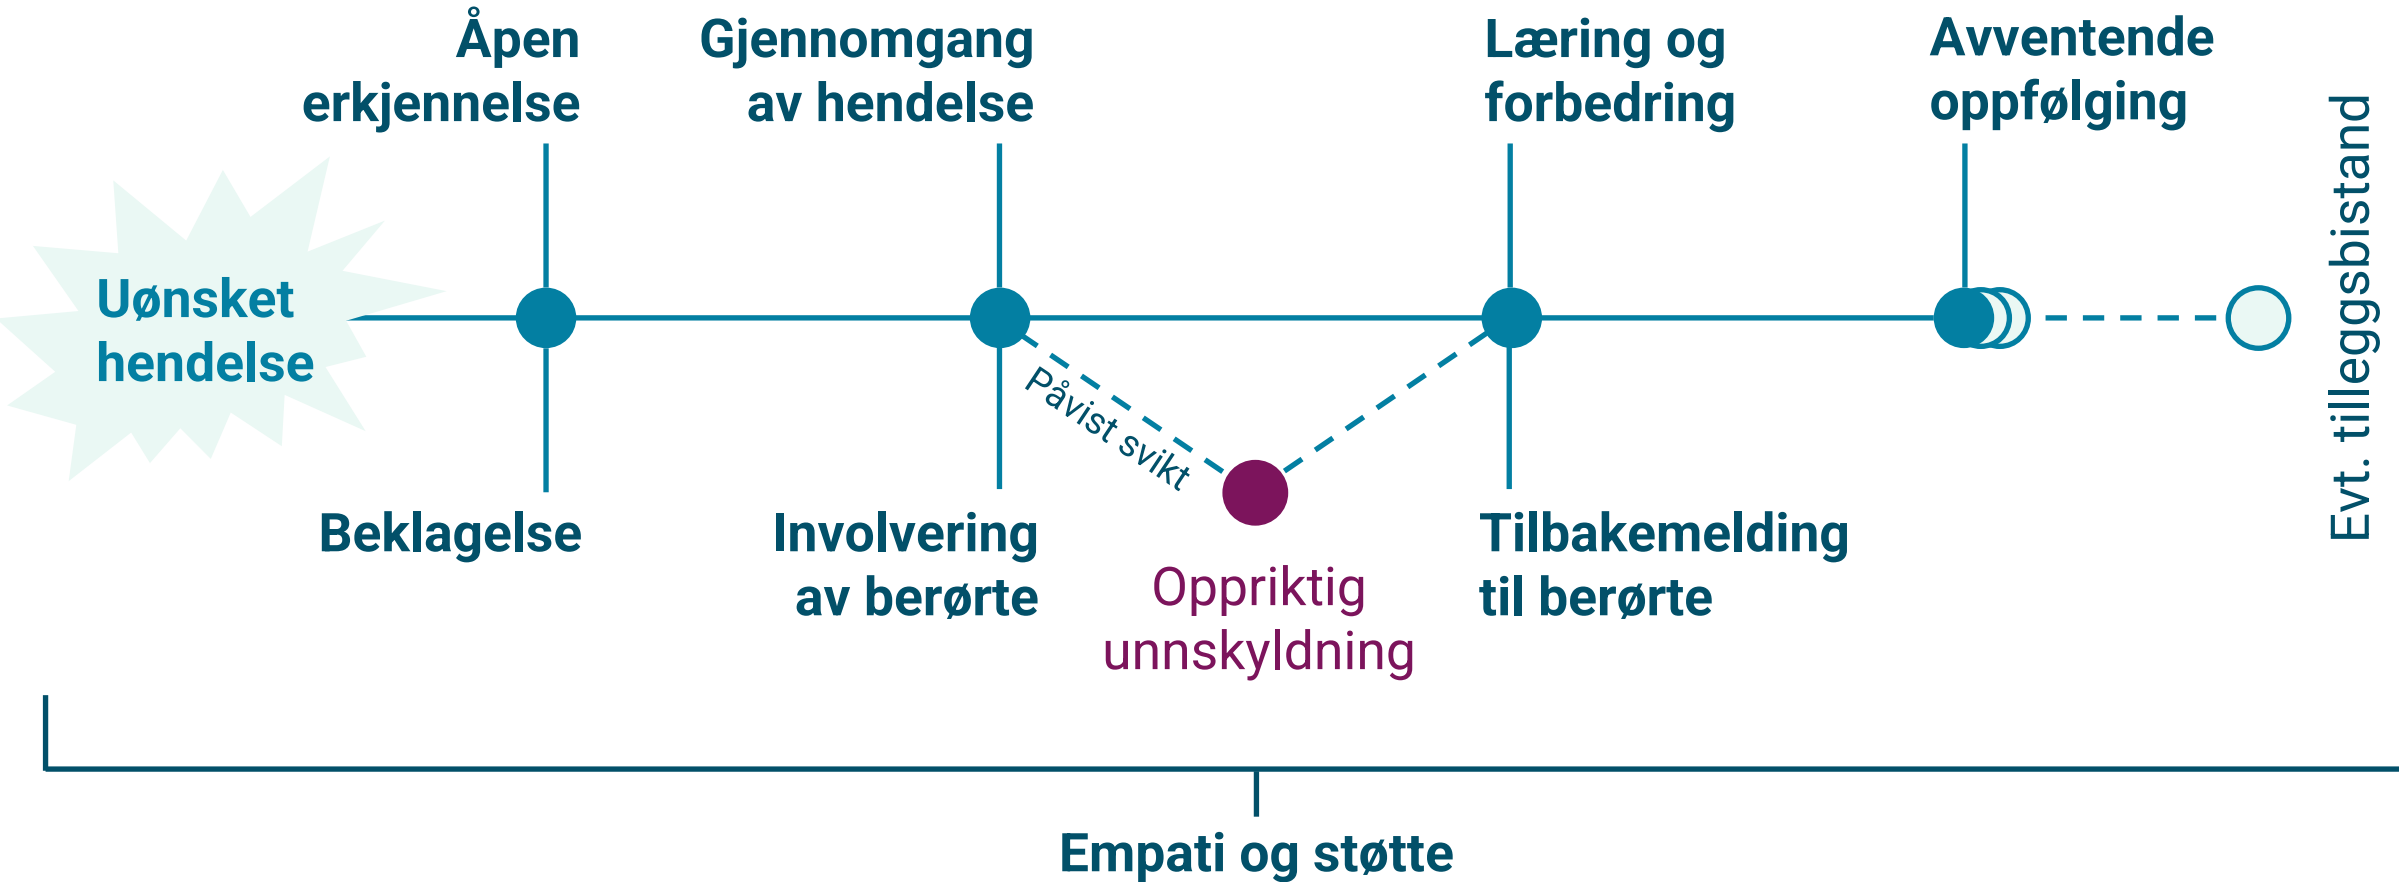 Åpen
erkjennelse
Gjennomgang
av hendelse
Læring og
forbedring
Avventende
oppfølging
Evt. tilleggsbistand
Uønsket
hendelse
Påvist svikt
Beklagelse
Involvering
av berørte
Oppriktig
unnskyldning
Tilbakemelding
til berørte
Empati og støtte